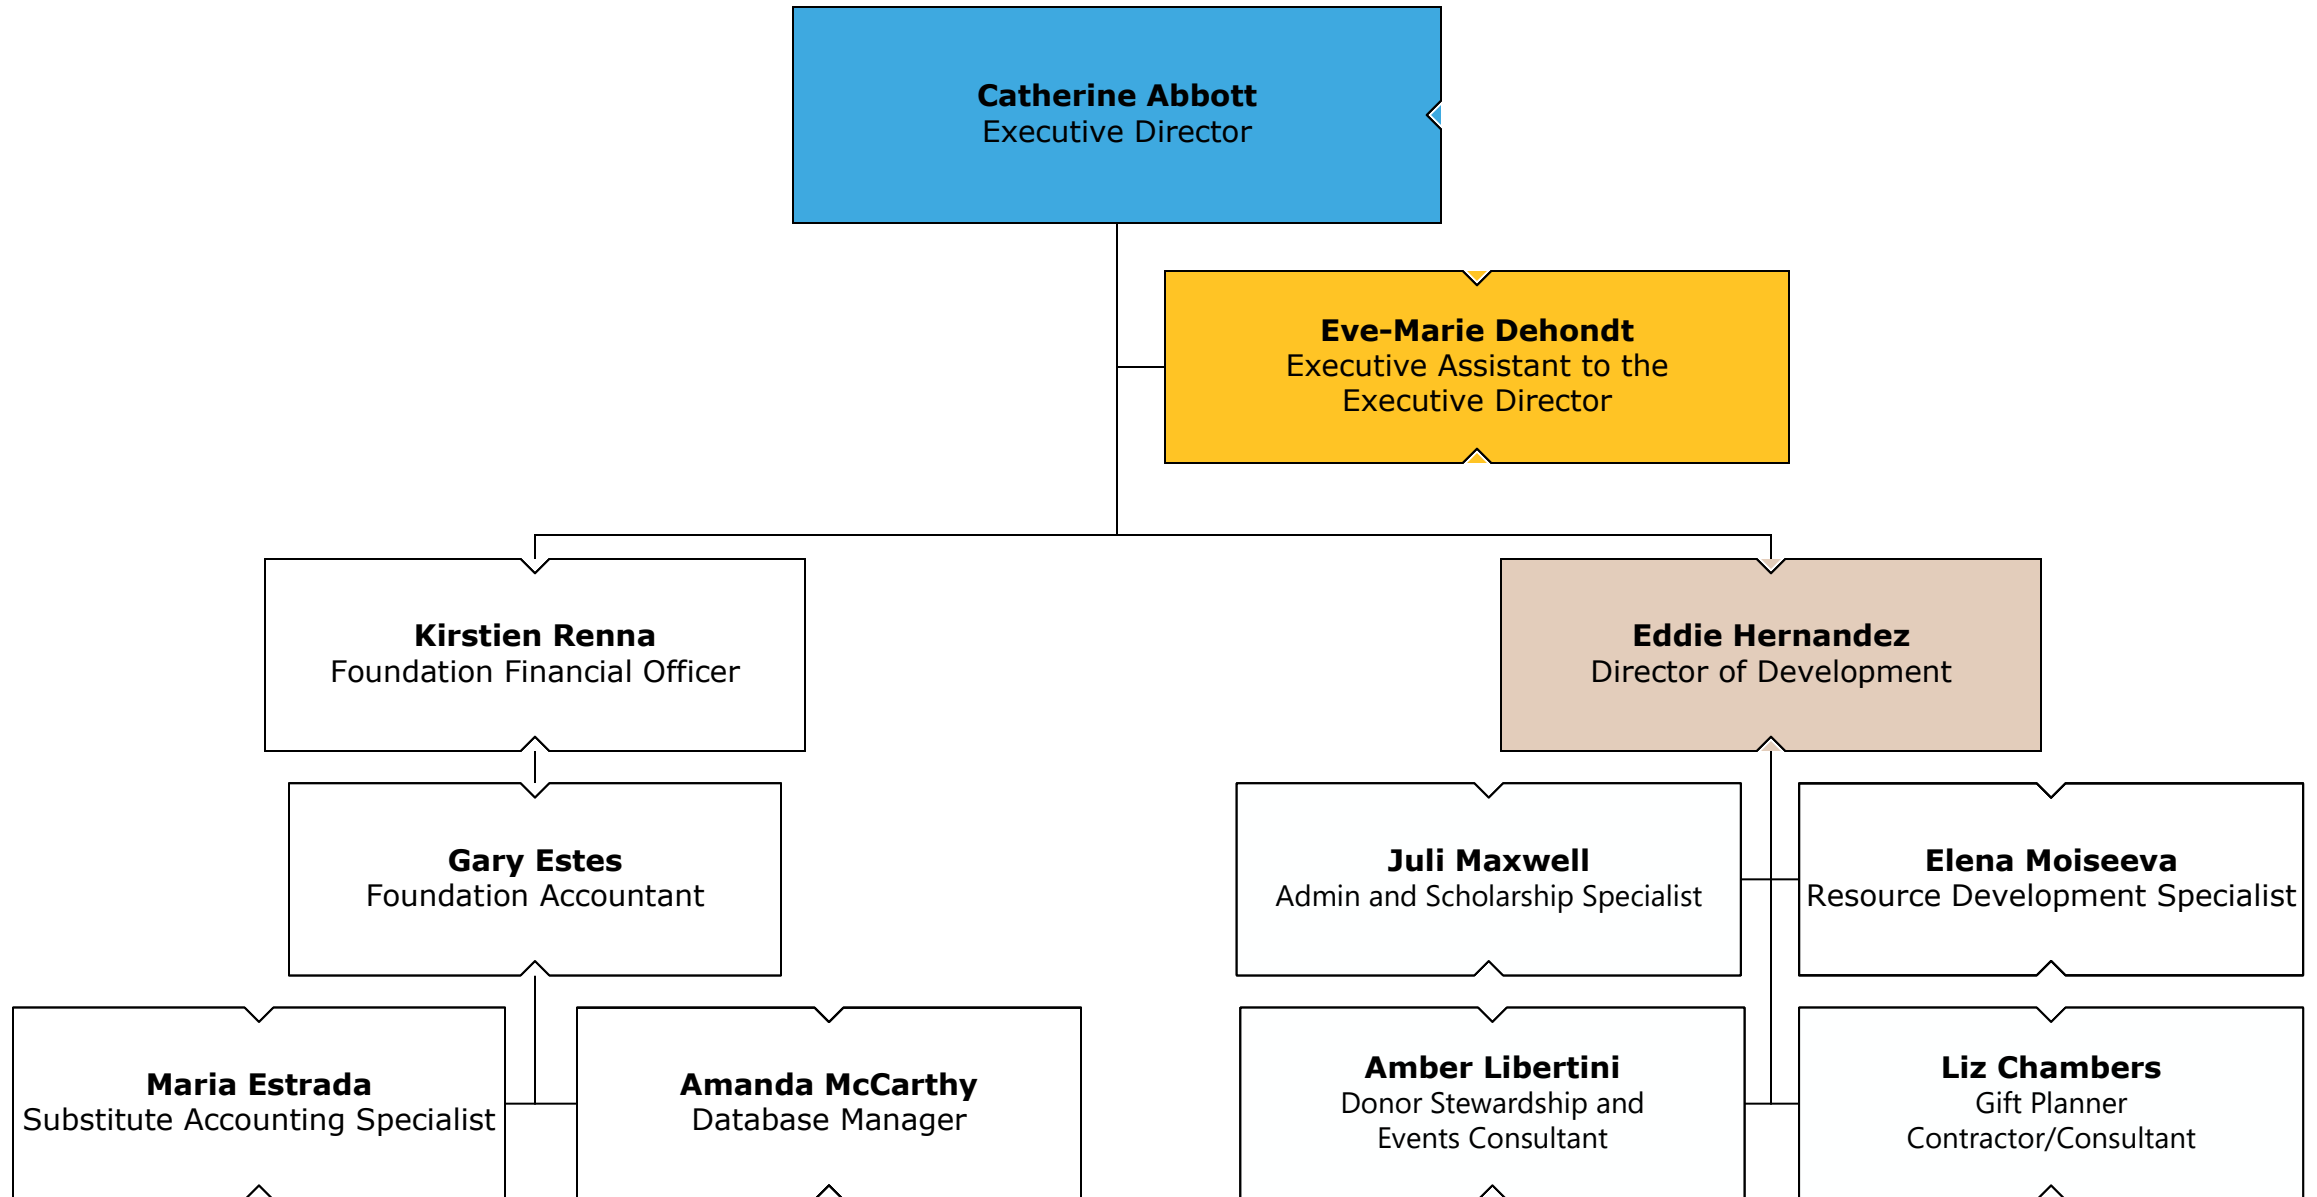 Catherine Abbott
Executive Director
Eve-Marie Dehondt
Executive Assistant to the
Executive Director
Kirstien Renna
Foundation Financial Officer
Eddie Hernandez
Director of Development
Gary Estes
Foundation Accountant
Juli Maxwell
Admin and Scholarship Specialist
Elena Moiseeva
Resource Development Specialist
Maria Estrada
Substitute Accounting Specialist
Amanda McCarthy
Database Manager
Amber Libertini
Donor Stewardship and
Events Consultant
Liz Chambers
Gift Planner
Contractor/Consultant